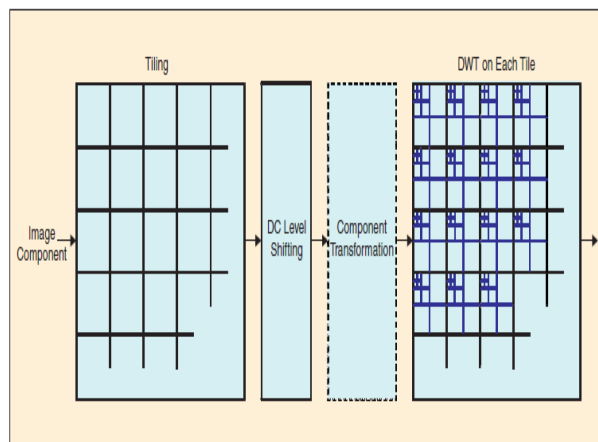 Tiling
DWT on Each Tile
Image
Component
DC Level
Shifting
Component
Transformation